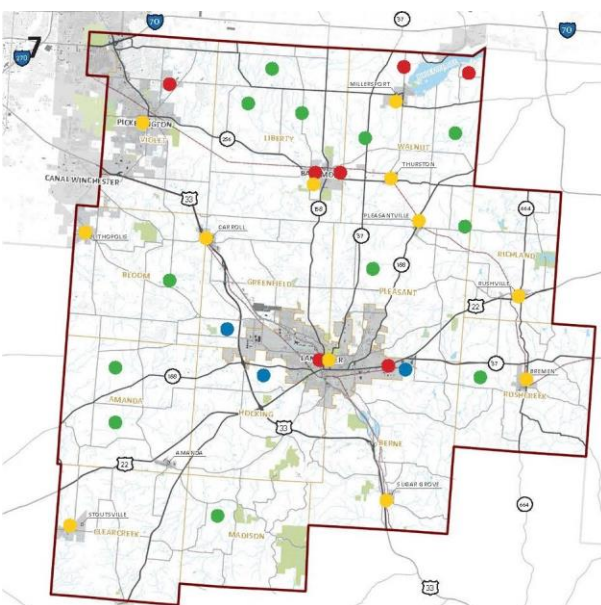 57
70
70
7
270
MILLERSPORT
PICKERINGTON
VIOLET
204
LIBERTY
WALNUT
THURSTON
CANAL WINCHESTER
33
158
37
PLEASANTVILLE
664
LITHOPOLIS
CARROLL
RICHLAND
BLOOM
GREENFIELD
188
PLEASANT
RUSHVILLE
22
37
188
BREMEN
AMANDA
RUSHCREEK
HOCKING
33
BERNE
22
AMANDA
SUGAR GROVE
664
STOUTSVILLE
CLEARCREEK
MADISON
33